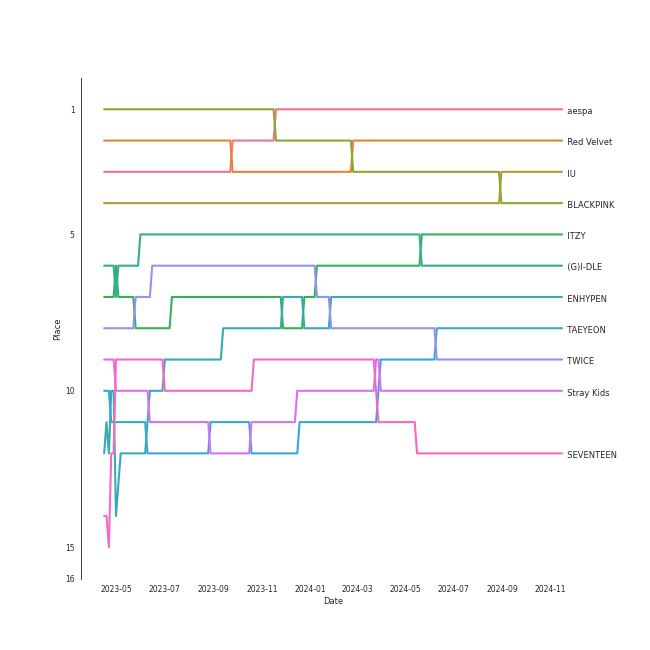 1
aespa
Red Velvet
IU
BLACKPINK
5
ITZY
(G)I-DLE
ENHYPEN
TAEYEON
Place
TWICE
10
Stray Kids
SEVENTEEN
15
16
2023-05 2023-07 2023-09 2023-11 2024-01 2024-03 2024-05 2024-07 2024-09 2024-11
Date